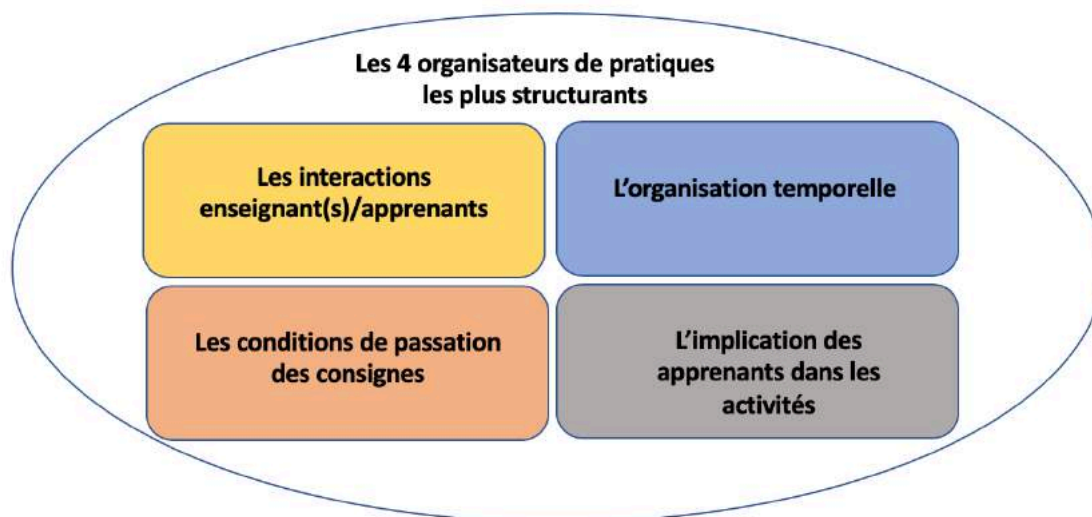 Les 4 organisateurs de pratiques
les plus structurants
Les interactions
enseignant(s)/apprenants
L'organisation temporelle
Les conditions de passation
des consignes
L'implication des
apprenants dans les
activités